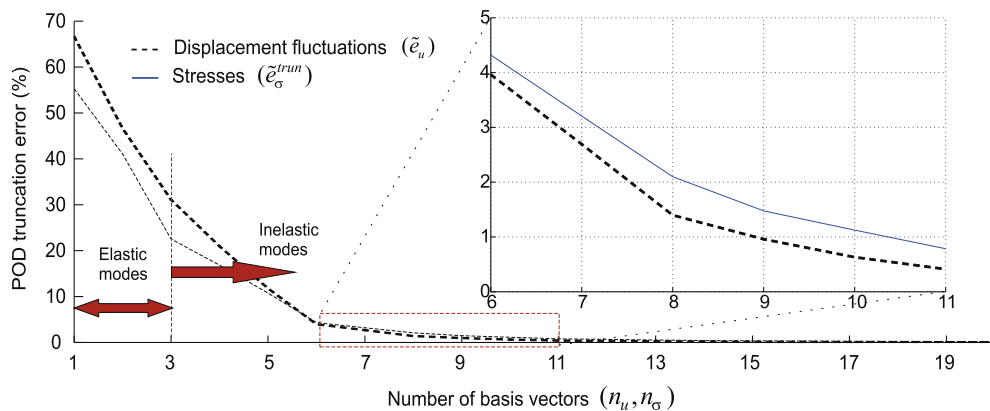 POD truncation error (%)
70
60
50
40
30
20
10
0
Displacement fluctuations (ẽ_u)
Stresses (ẽ_σ^trun)
Elastic
modes
Inelastic
modes
5
4
3
2
1
0
6 7 8 9 10 11
1 3 5 7 9 11 13 15 17 19
Number of basis vectors (n_u, n_σ)